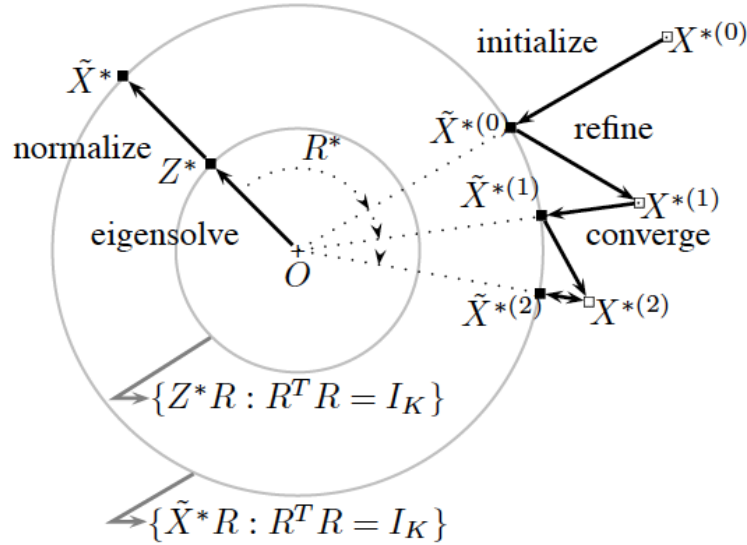 initialize
X*(0)
X̃*
X̃*(0)
refine
normalize
Z*
R*
X̃*(1)
X*(1)
eigensolve
converge
O
X̃*(2)
X*(2)
{Z*R : R^T R = I_K}
{X̃*R : R^T R = I_K}